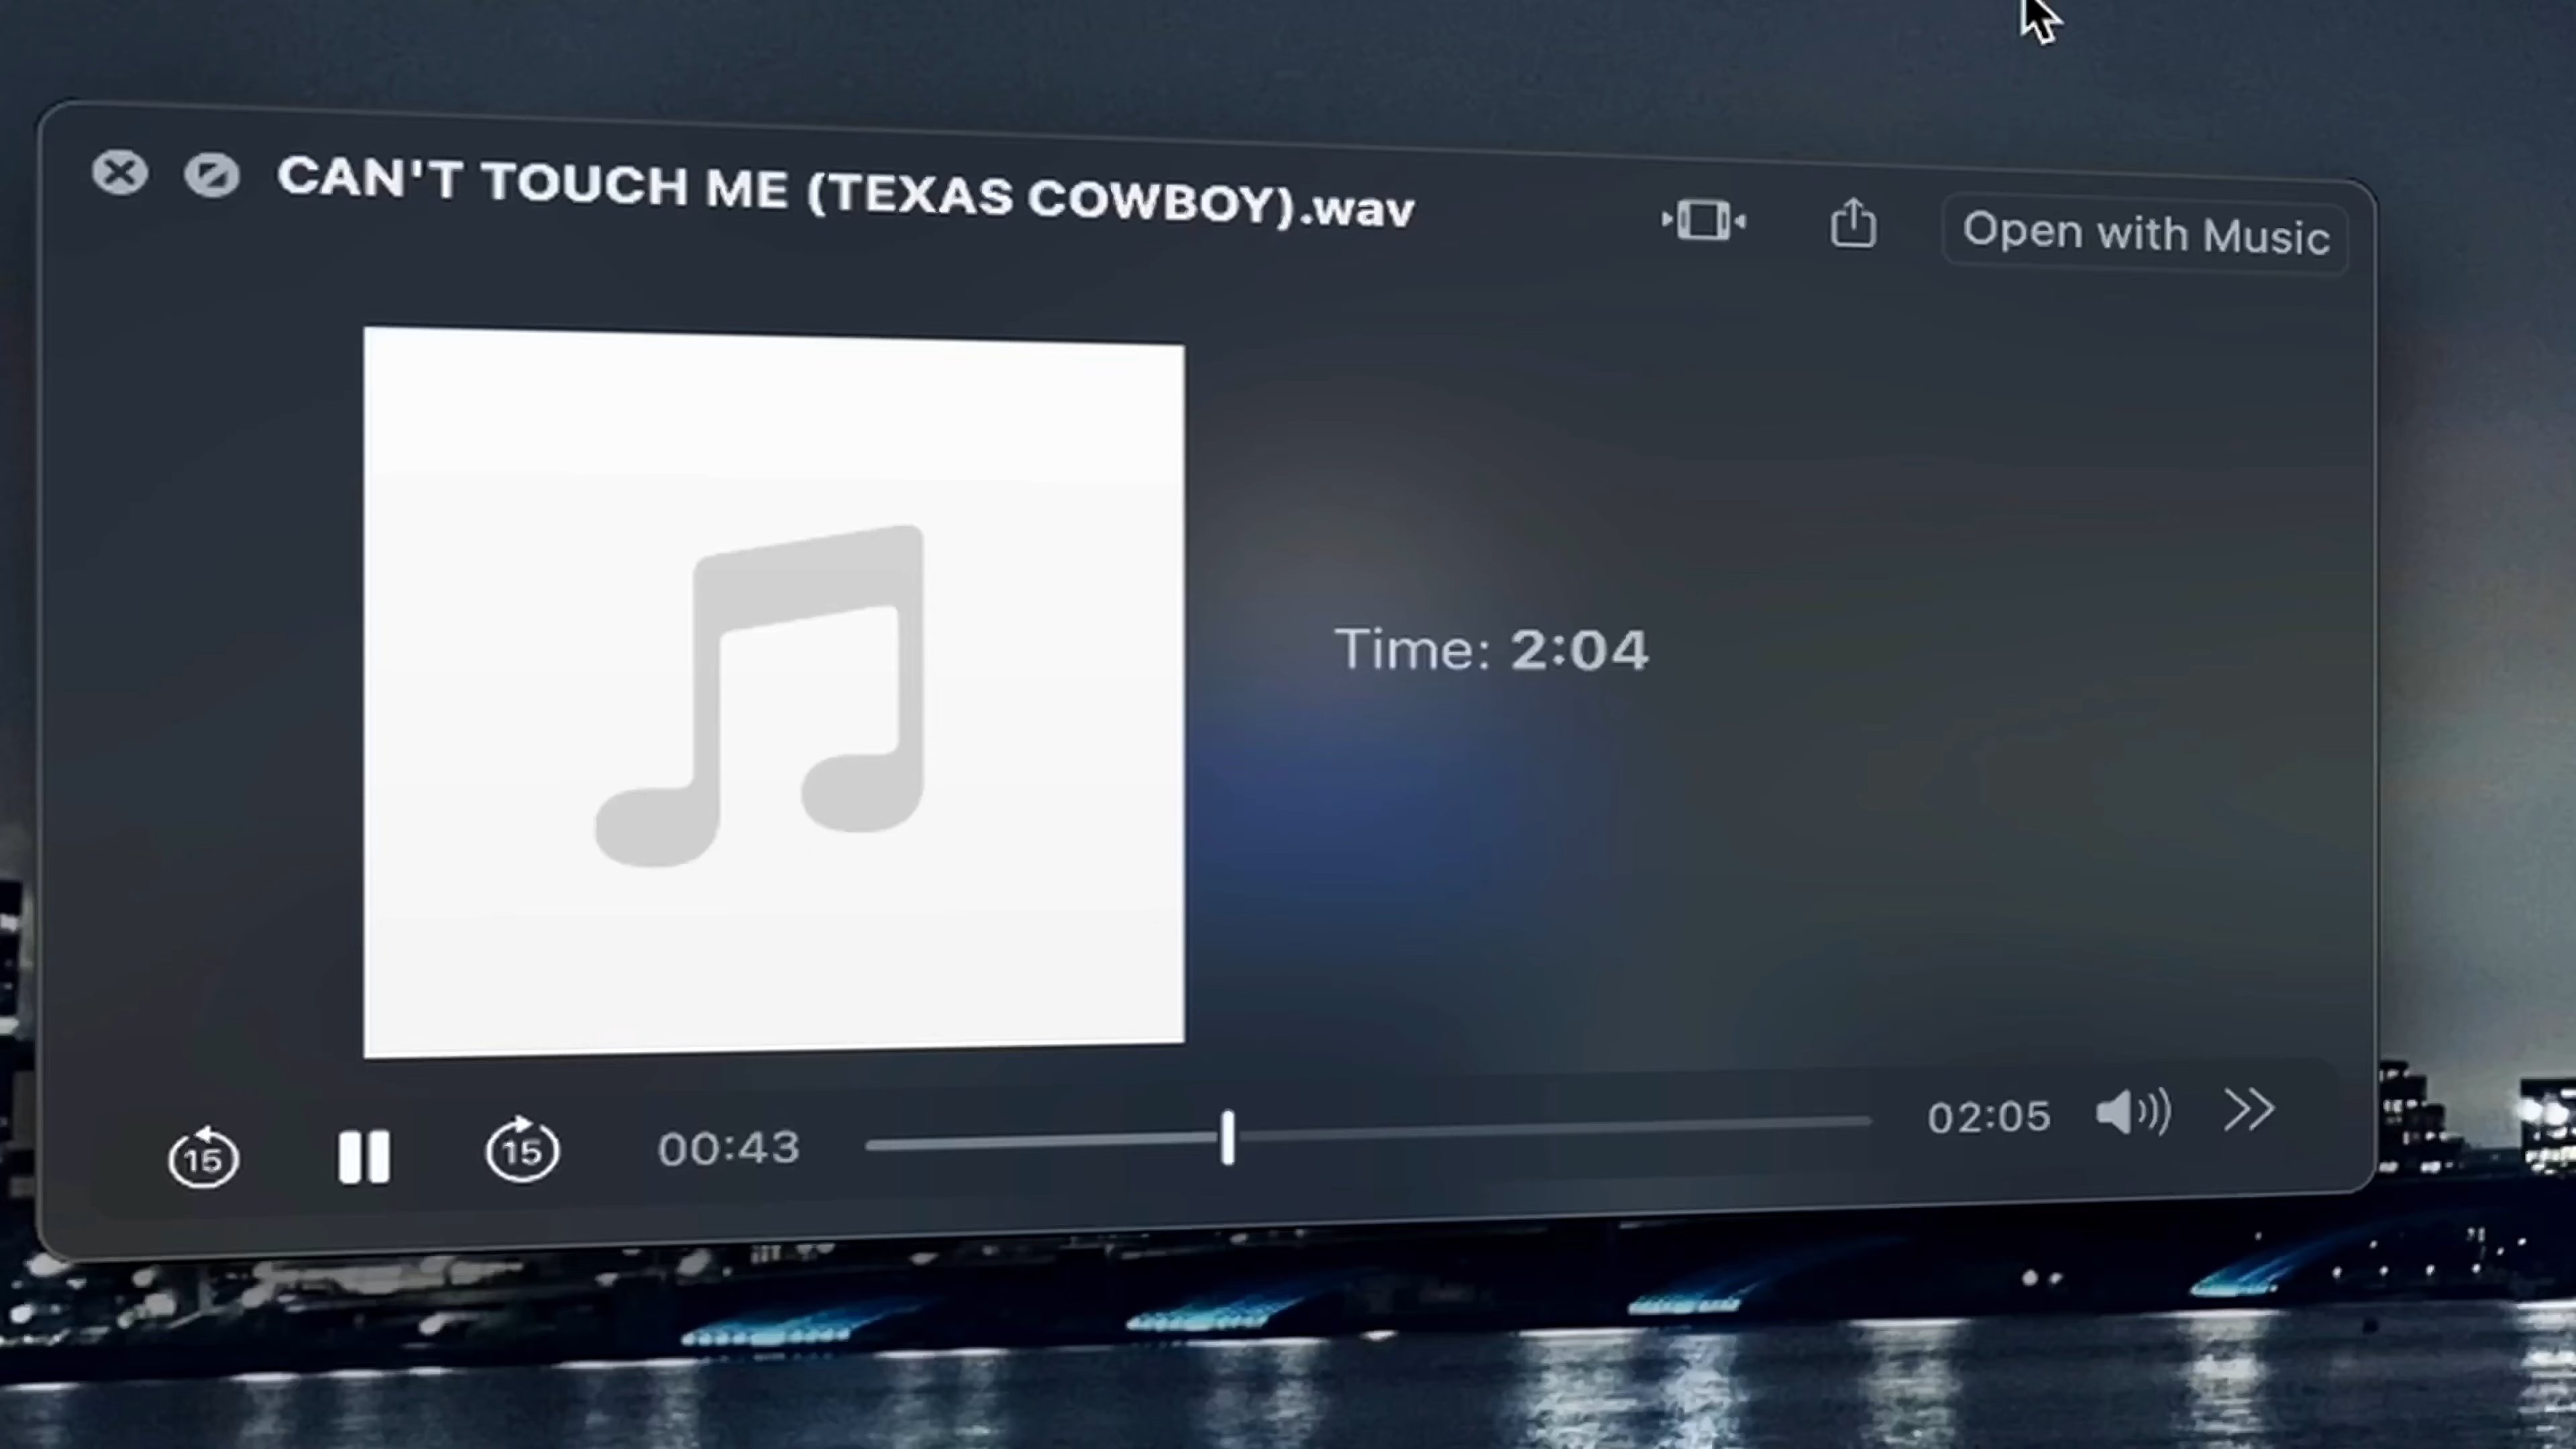 CAN'T TOUCH ME (TEXAS COWBOY).wav
Open with Music
Time: 2:04
15
15
00:43
02:05